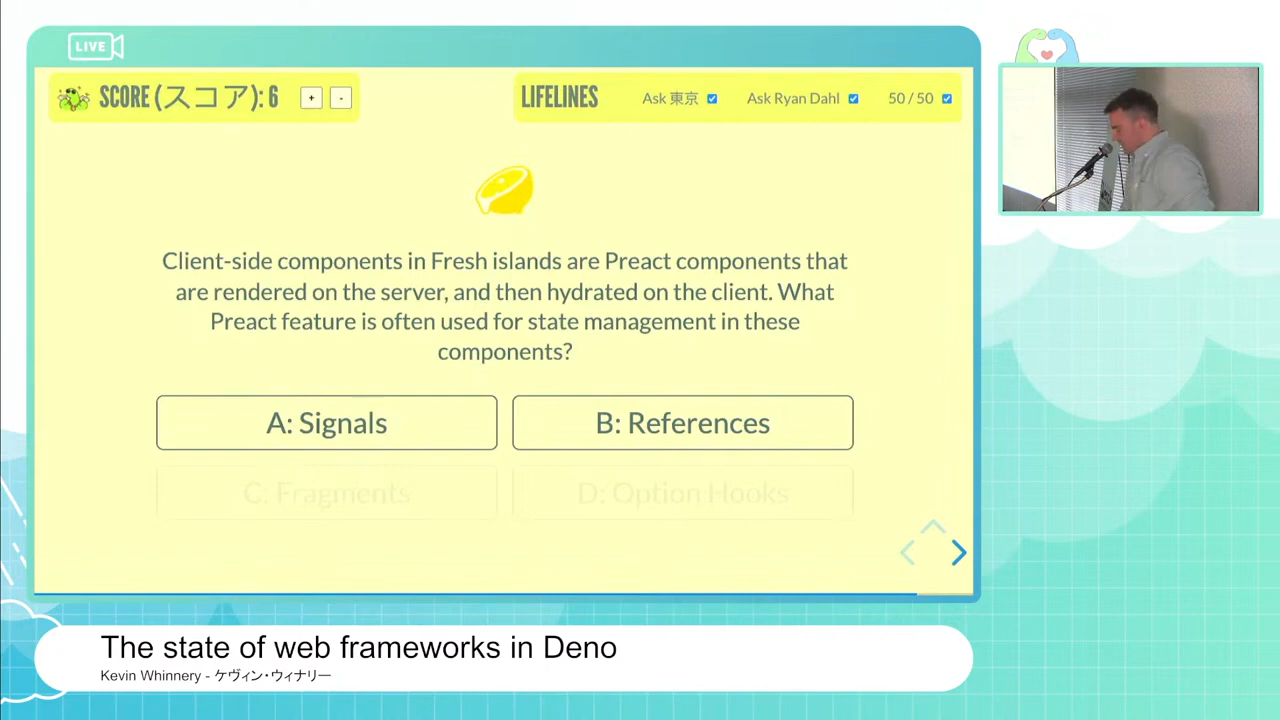 LIVE
SCORE (スコア): 6 + -
LIFELINES Ask 東京 Ask Ryan Dahl 50 / 50
Client-side components in Fresh islands are Preact components that
are rendered on the server, and then hydrated on the client. What
Preact feature is often used for state management in these
components?
A: Signals B: References
C: Fragments D: Option Hooks
The state of web frameworks in Deno
Kevin Whinnery - ケヴィン・ウィナリー